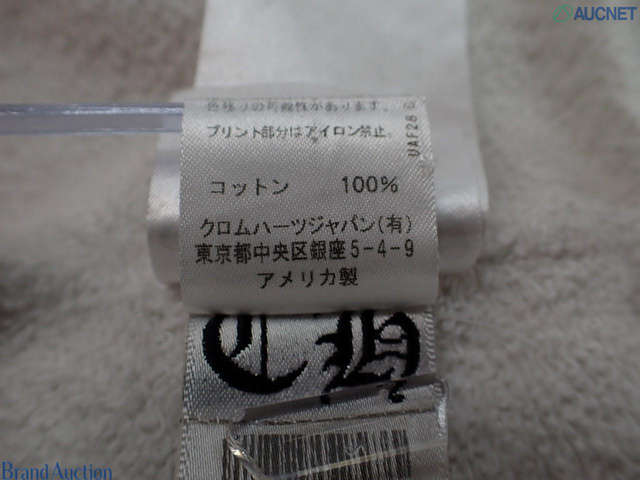 AUCNET
色移りの可能性があります。
プリント部分はアイロン禁止。
UAF28
コットン 100%
クロムハーツジャパン(有)
東京都中央区銀座5-4-9
アメリカ製
CH
Brand Auction